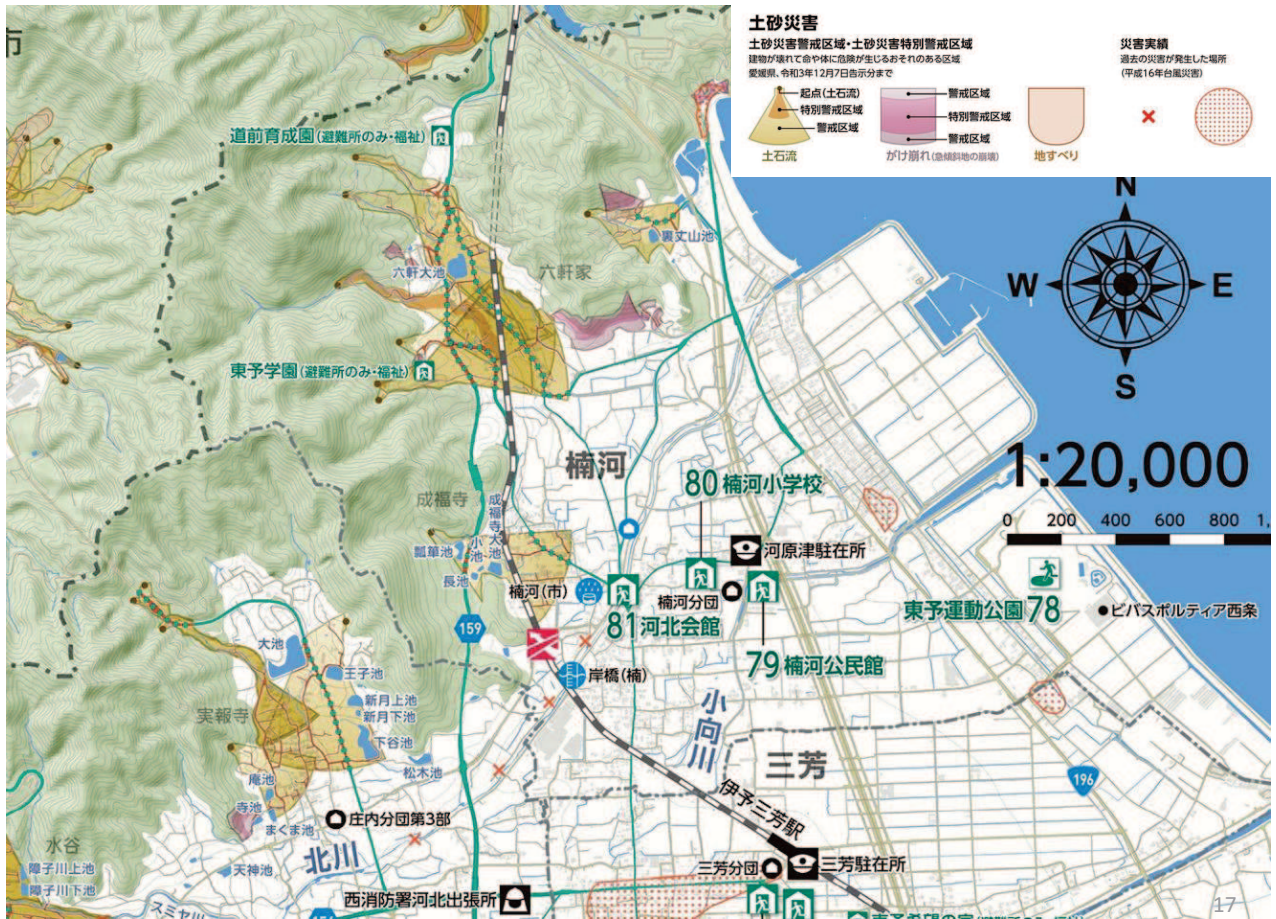 市
土砂災害
土砂災害警戒区域・土砂災害特別警戒区域
建物が壊れて命や体に危険が生じるおそれのある区域
愛媛県、令和3年12月7日告示分まで
起点(土石流)
特別警戒区域
警戒区域
土石流
警戒区域
特別警戒区域
警戒区域
がけ崩れ(急傾斜地の崩壊)
地すべり
災害実績
過去の災害が発生した場所
(平成16年台風災害)
N
W
E
S
1:20,000
0 200 400 600 800 1,
道前育成園(避難所のみ・福祉)
裏丈山池
六軒大池
六軒家
東予学園(避難所のみ・福祉)
楠河
80 楠河小学校
成福寺
成福寺大池
小池
瓢箪池
長池
河原津駐在所
楠河(市)
楠河分団
81 河北会館
東予運動公園 78
ビバスポルティア西条
79 楠河公民館
159
岸橋(楠)
大池
王子池
新月上池
新月下池
実報寺
下谷池
松木池
小向川
三芳
196
庵池
寺池
まくま池
庄内分団第3部
伊予三芳駅
水谷
北川
天神池
障子川上池
障子川下池
三芳分団
三芳駐在所
スミヤ川
西消防署河北出張所
17